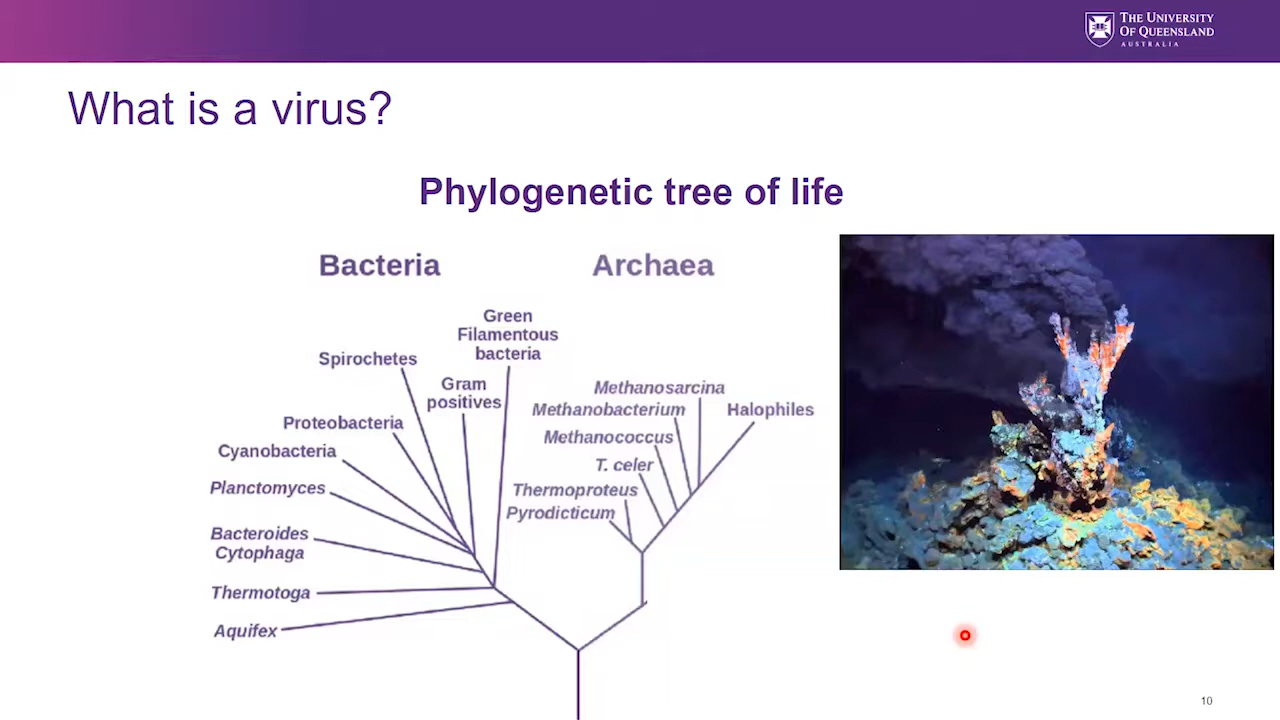 THE UNIVERSITY
OF QUEENSLAND
AUSTRALIA
What is a virus?
Phylogenetic tree of life
Bacteria
Archaea
Green
Filamentous
bacteria
Spirochetes
Gram
positives
Proteobacteria
Cyanobacteria
Planctomyces
Bacteroides
Cytophaga
Thermotoga
Aquifex
Methanosarcina
Methanobacterium
Halophiles
Methanococcus
T. celer
Thermoproteus
Pyrodicticum
10